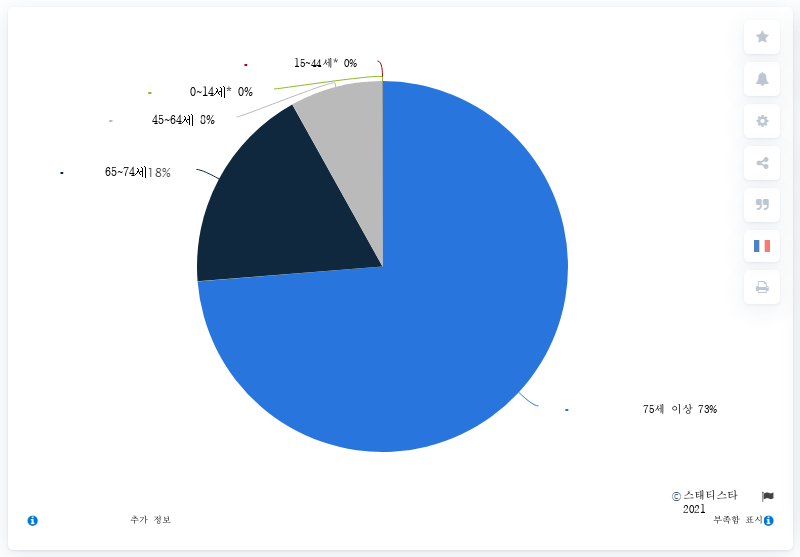 15~44세* 0%
0~14세* 0%
45~64세 8%
65~74세 18%
75세 이상 73%
© 스태티스타
2021
추가 정보
부족함 표시